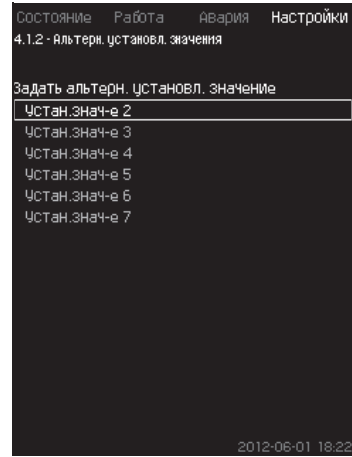 Состояние Работа Авария Настройки
4.1.2 - Альтерн. установл. значения
Задать альтерн. установл. значение
Устан.знач-е 2
Устан.знач-е 3
Устан.знач-е 4
Устан.знач-е 5
Устан.знач-е 6
Устан.знач-е 7
2012-06-01 18:22